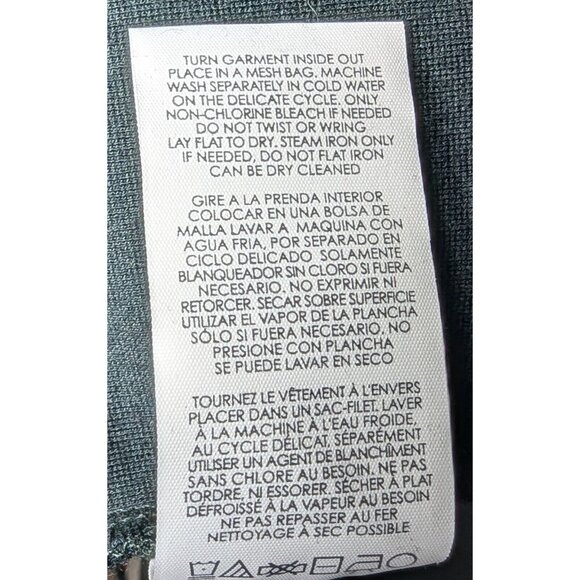 TURN GARMENT INSIDE OUT
PLACE IN A MESH BAG. MACHINE
WASH SEPARATELY IN COLD WATER
ON THE DELICATE CYCLE. ONLY
NON-CHLORINE BLEACH IF NEEDED
DO NOT TWIST OR WRING
LAY FLAT TO DRY. STEAM IRON ONLY
IF NEEDED, DO NOT FLAT IRON
CAN BE DRY CLEANED
GIRE A LA PRENDA INTERIOR
COLOCAR EN UNA BOLSA DE
MALLA LAVAR A MAQUINA CON
AGUA FRIA, POR SEPARADO EN
CICLO DELICADO SOLAMENTE
BLANQUEADOR SIN CLORO SI FUERA
NECESARIO. NO EXPRIMIR NI
RETORCER. SECAR SOBRE SUPERFICIE
UTILIZAR EL VAPOR DE LA PLANCHA
SÓLO SI FUERA NECESARIO, NO
PRESIONE CON PLANCHA
SE PUEDE LAVAR EN SECO
TOURNEZ LE VÊTEMENT À L'ENVERS
PLACER DANS UN SAC-FILET. LAVER
À LA MACHINE À L'EAU FROIDE,
AU CYCLE DÉLICAT. SÉPARÉMENT
UTILISER UN AGENT DE BLANCHÎMENT
SANS CHLORE AU BESOIN. NE PAS
TORDRE, NI ESSORER. SÉCHER À PLAT
DÉFROISSÉ À LA VAPEUR AU BESOIN
NE PAS REPASSER AU FER
NETTOYAGE À SEC POSSIBLE